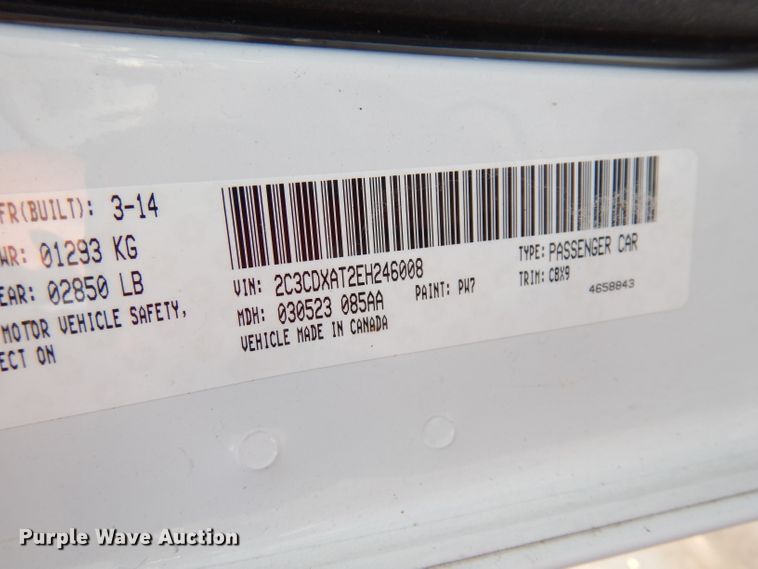 FR(BUILT): 3-14
WR: 01293 KG
EAR: 02850 LB
MOTOR VEHICLE SAFETY,
ECT ON
VIN: 2C3CDXAT2EH246008
MDH: 030523 085AA
VEHICLE MADE IN CANADA
PAINT: PW7
TYPE: PASSENGER CAR
TRIM: CBX9
4658843
Purple Wave Auction